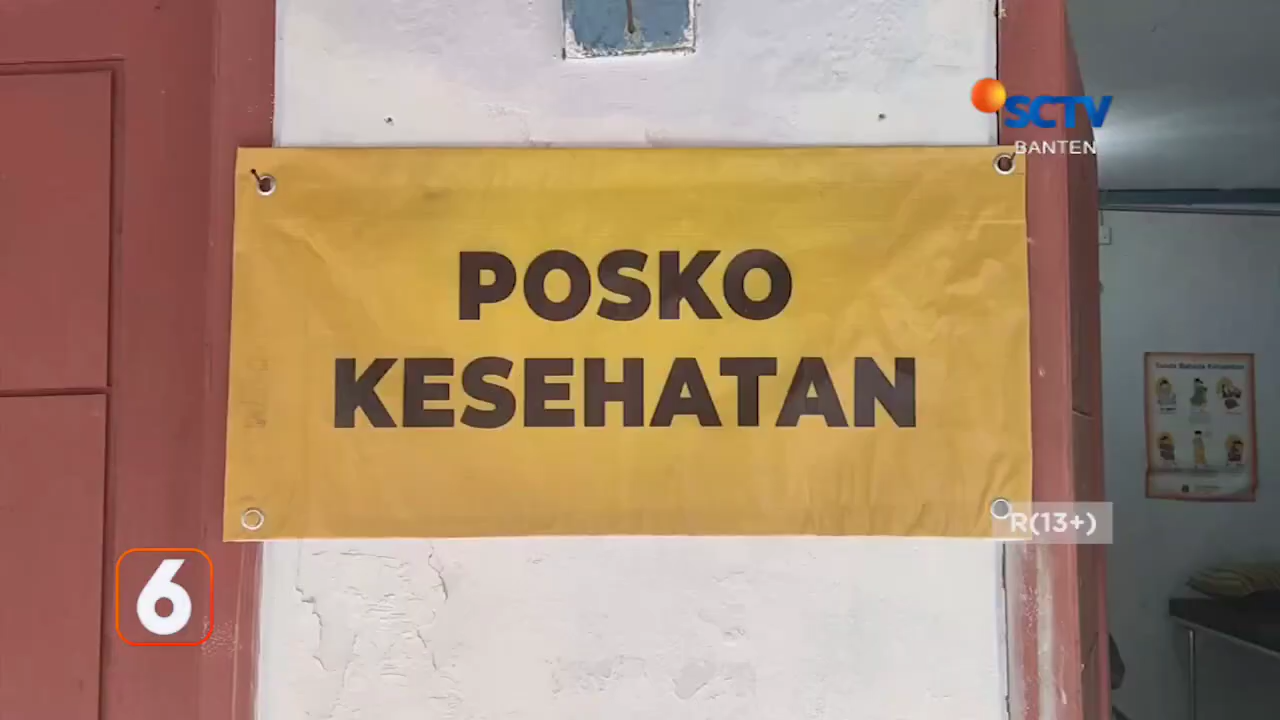 SCTV
BANTEN
POSKO
KESEHATAN
R(13+)
6